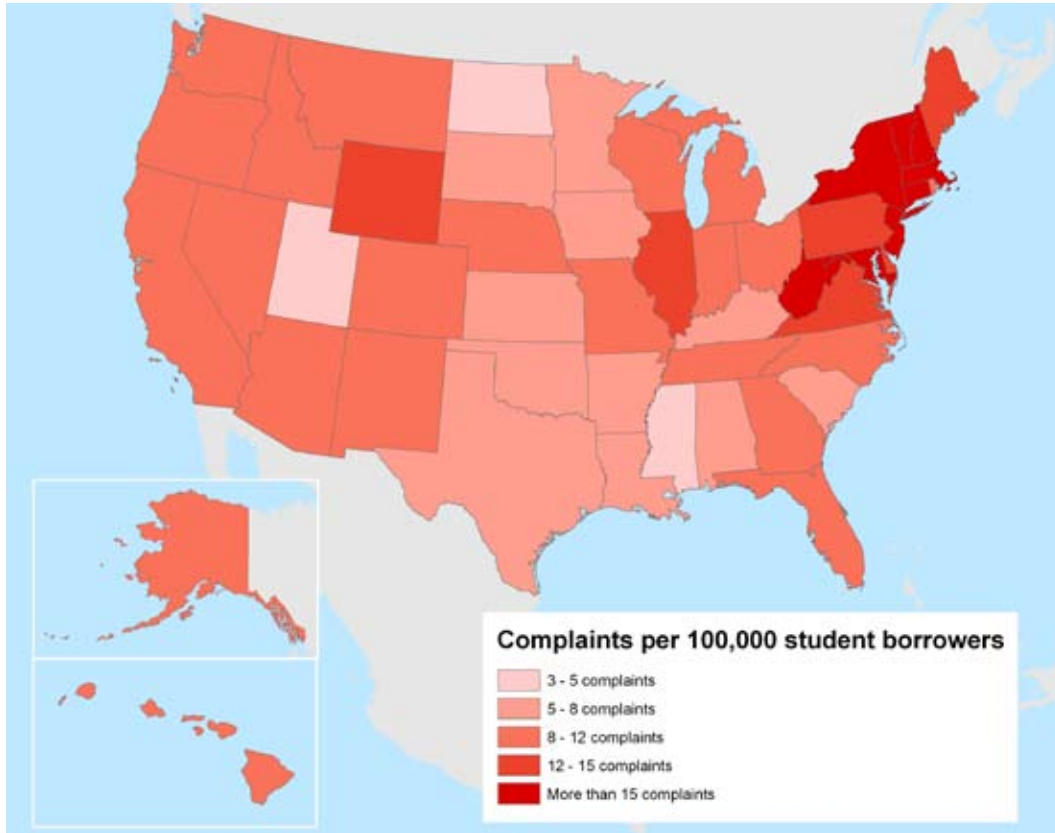 Complaints per 100,000 student borrowers
3 - 5 complaints
5 - 8 complaints
8 - 12 complaints
12 - 15 complaints
More than 15 complaints